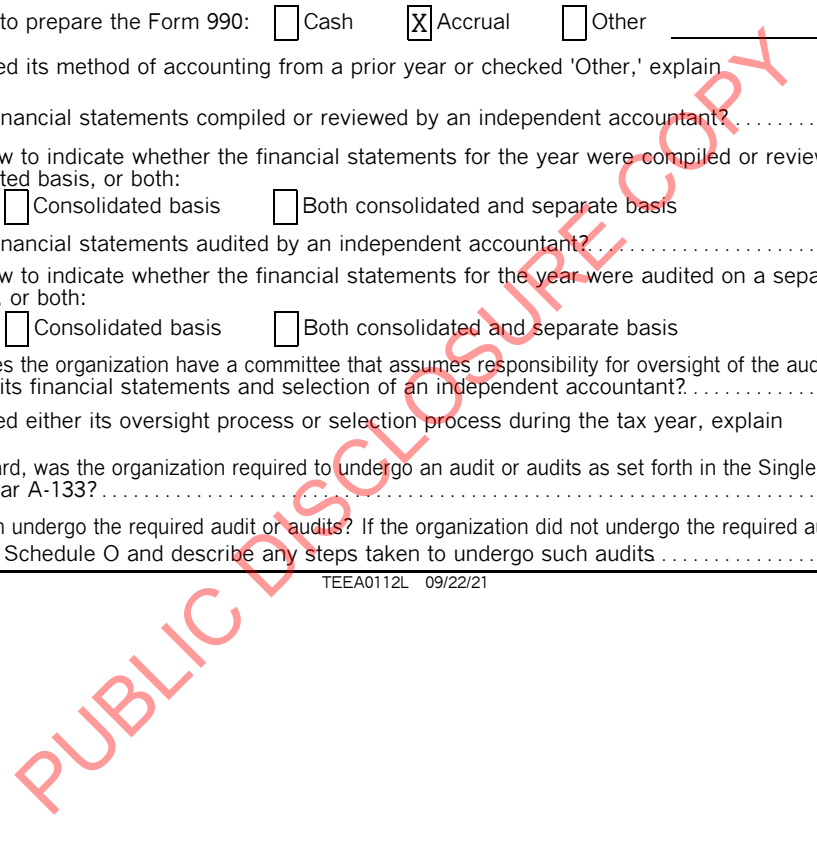 to prepare the Form 990: Cash X Accrual Other
ed its method of accounting from a prior year or checked 'Other,' explain
nancial statements compiled or reviewed by an independent accountant?
w to indicate whether the financial statements for the year were compiled or review
ted basis, or both:
Consolidated basis Both consolidated and separate basis
nancial statements audited by an independent accountant?
w to indicate whether the financial statements for the year were audited on a sepa
, or both:
Consolidated basis Both consolidated and separate basis
es the organization have a committee that assumes responsibility for oversight of the aud
its financial statements and selection of an independent accountant?
ed either its oversight process or selection process during the tax year, explain
ard, was the organization required to undergo an audit or audits as set forth in the Single
ar A-133?
n undergo the required audit or audits? If the organization did not undergo the required au
Schedule O and describe any steps taken to undergo such audits
TEEA0112L 09/22/21
PUBLIC DISCLOSURE COPY